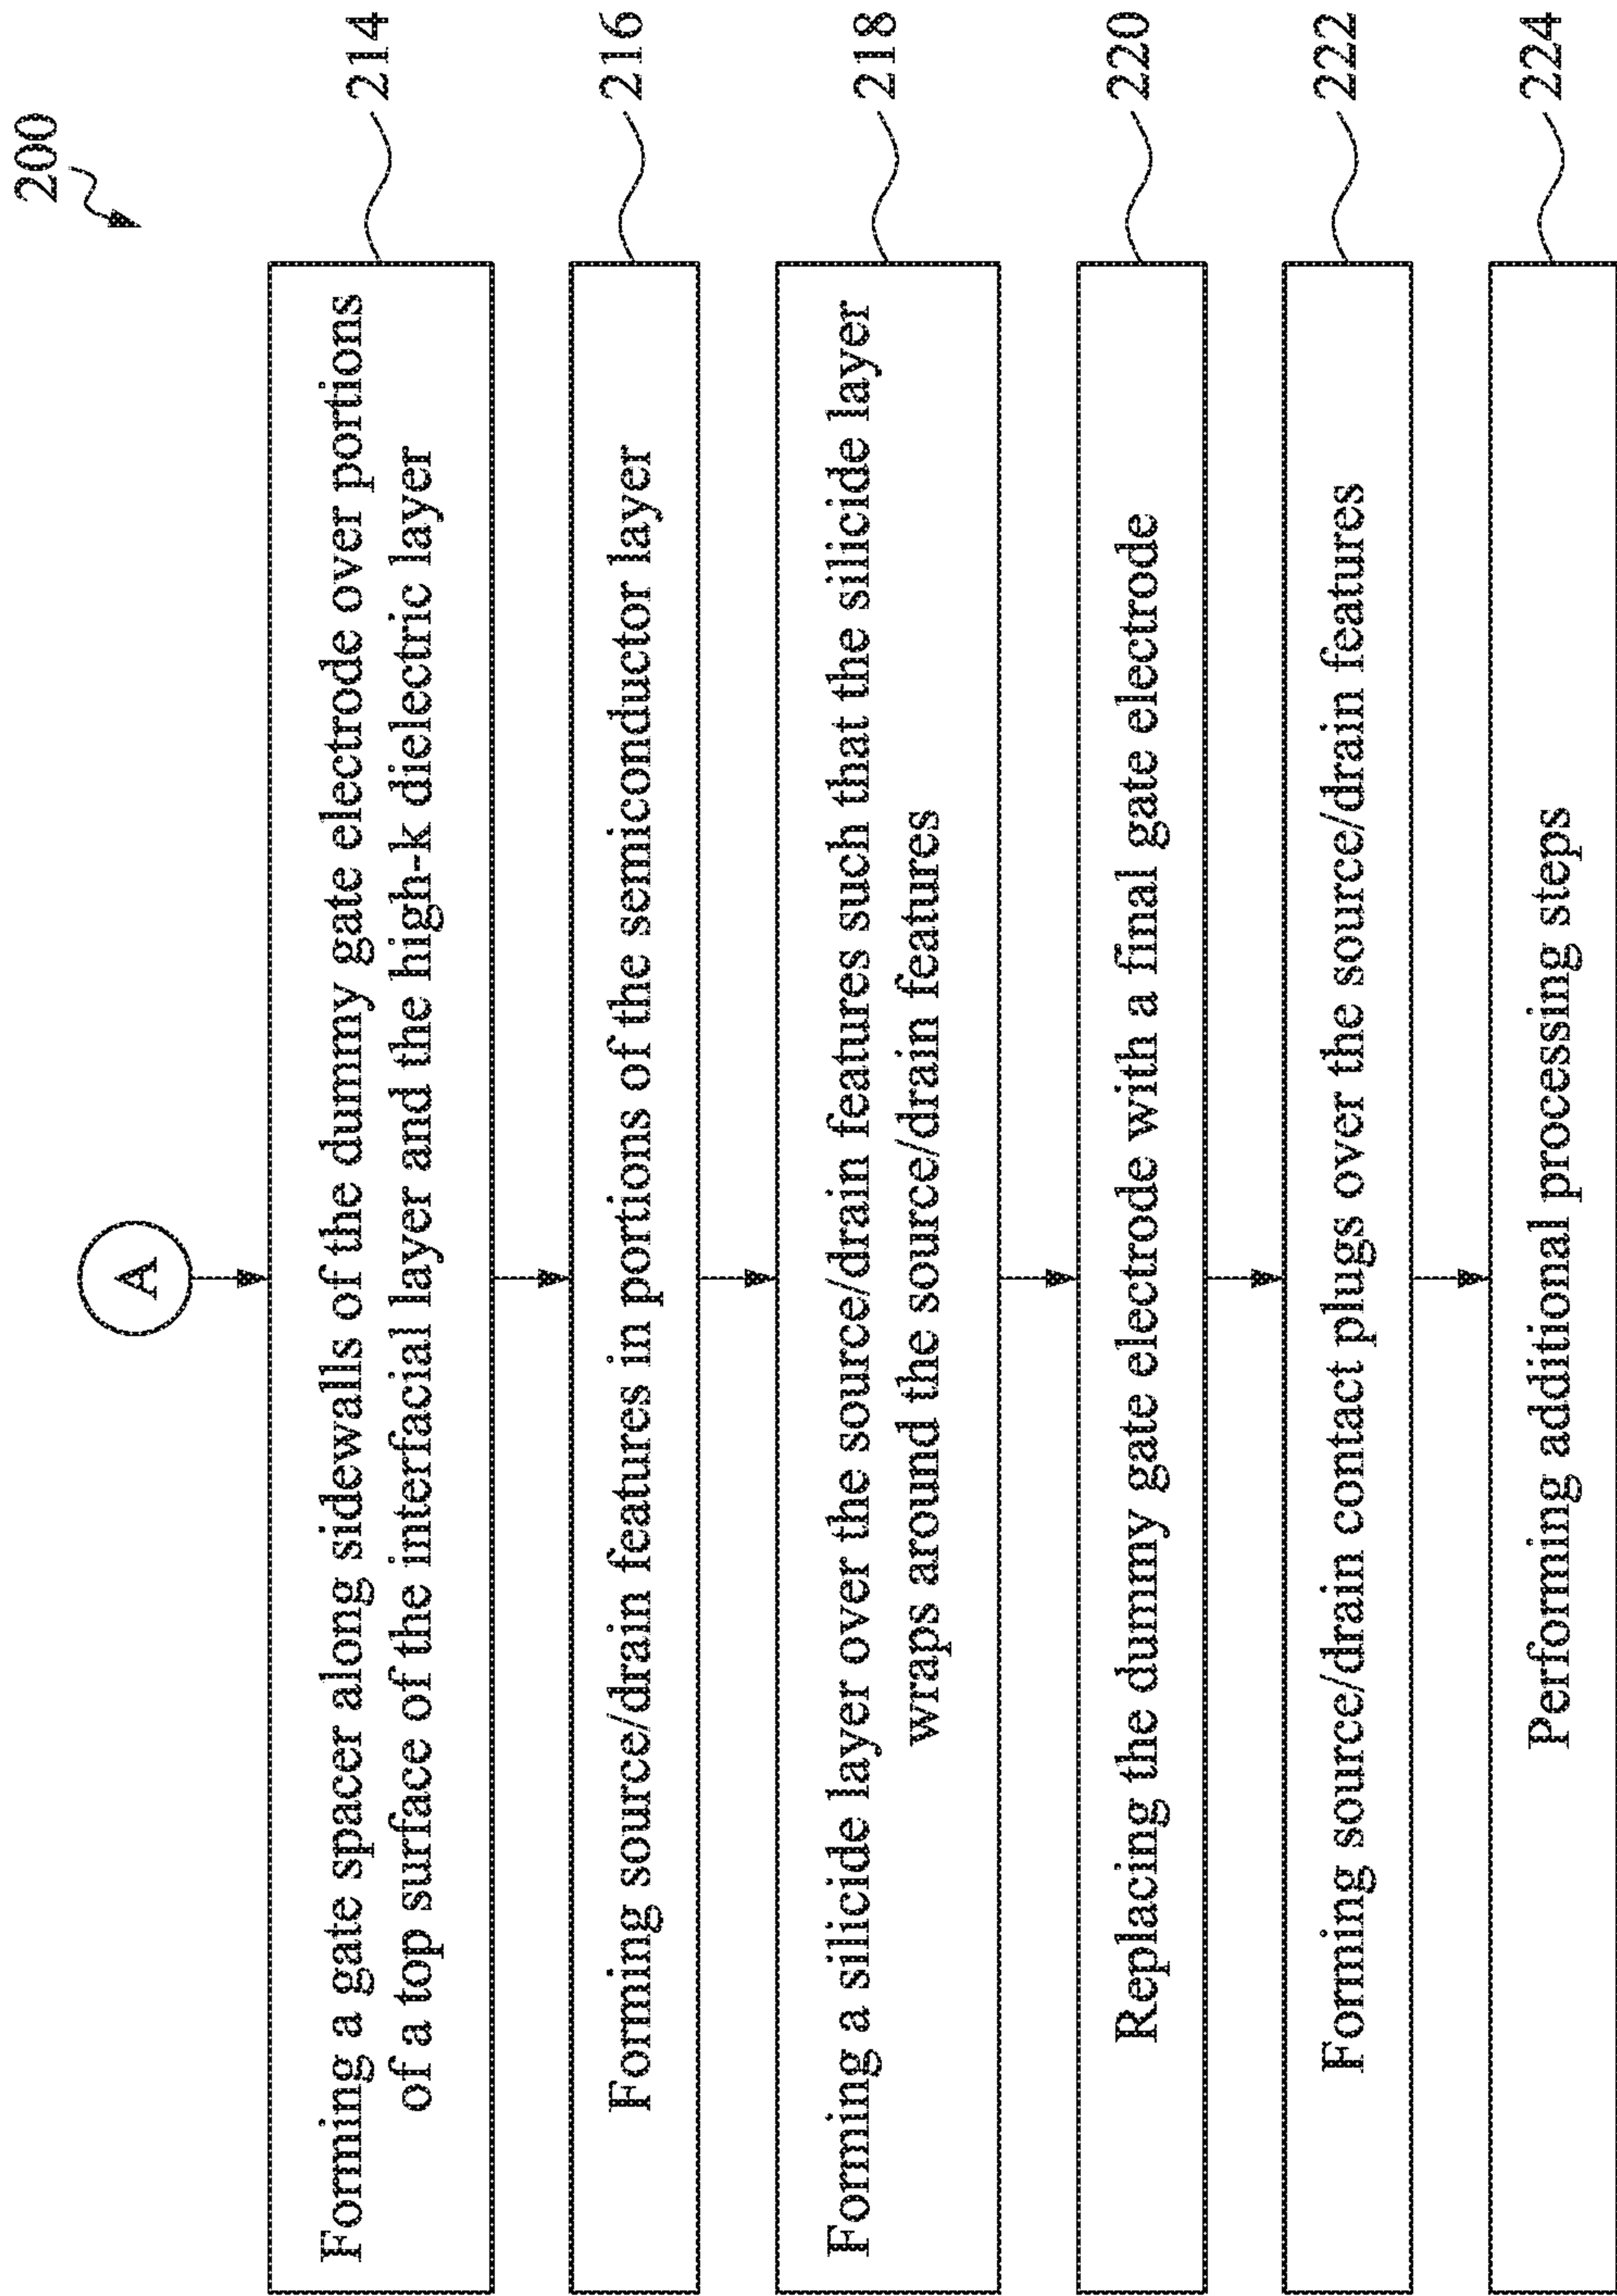 200
A
Forming a gate spacer along sidewalls of the dummy gate electrode over portions
of a top surface of the interfacial layer and the high-k dielectric layer
214
Forming source/drain features in portions of the semiconductor layer
216
Forming a silicide layer over the source/drain features such that the silicide layer
wraps around the source/drain features
218
Replacing the dummy gate electrode with a final gate electrode
220
Forming source/drain contact plugs over the source/drain features
222
Performing additional processing steps
224